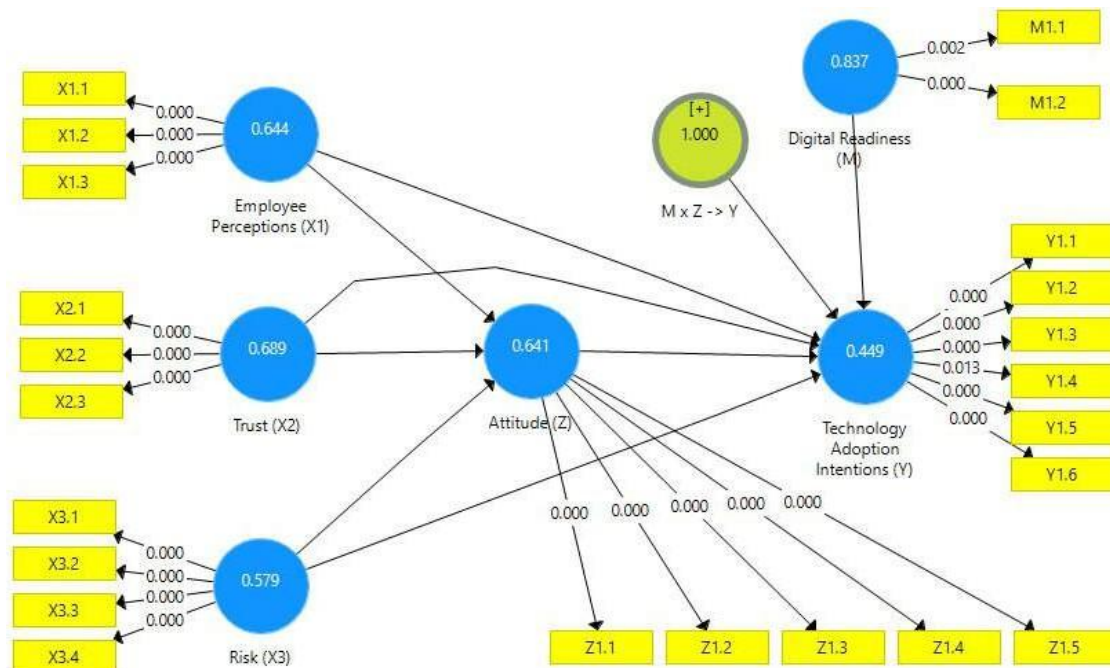 M1.1
0.002
0.837
0.000
M1.2
Digital Readiness
(M)
X1.1
0.000
X1.2
0.000
0.644
X1.3
0.000
Employee
Perceptions (X1)
[+]
1.000
M x Z -> Y
X2.1
0.000
X2.2
0.000
0.689
X2.3
0.000
Trust (X2)
0.641
Attitude (Z)
0.449
Technology
Adoption
Intentions (Y)
Y1.1
0.000
Y1.2
0.000
Y1.3
0.000
Y1.4
0.013
Y1.5
0.000
Y1.6
0.000
X3.1
0.000
X3.2
0.000
X3.3
0.000
X3.4
0.000
0.579
Risk (X3)
0.000
0.000
0.000
0.000
0.000
Z1.1
Z1.2
Z1.3
Z1.4
Z1.5